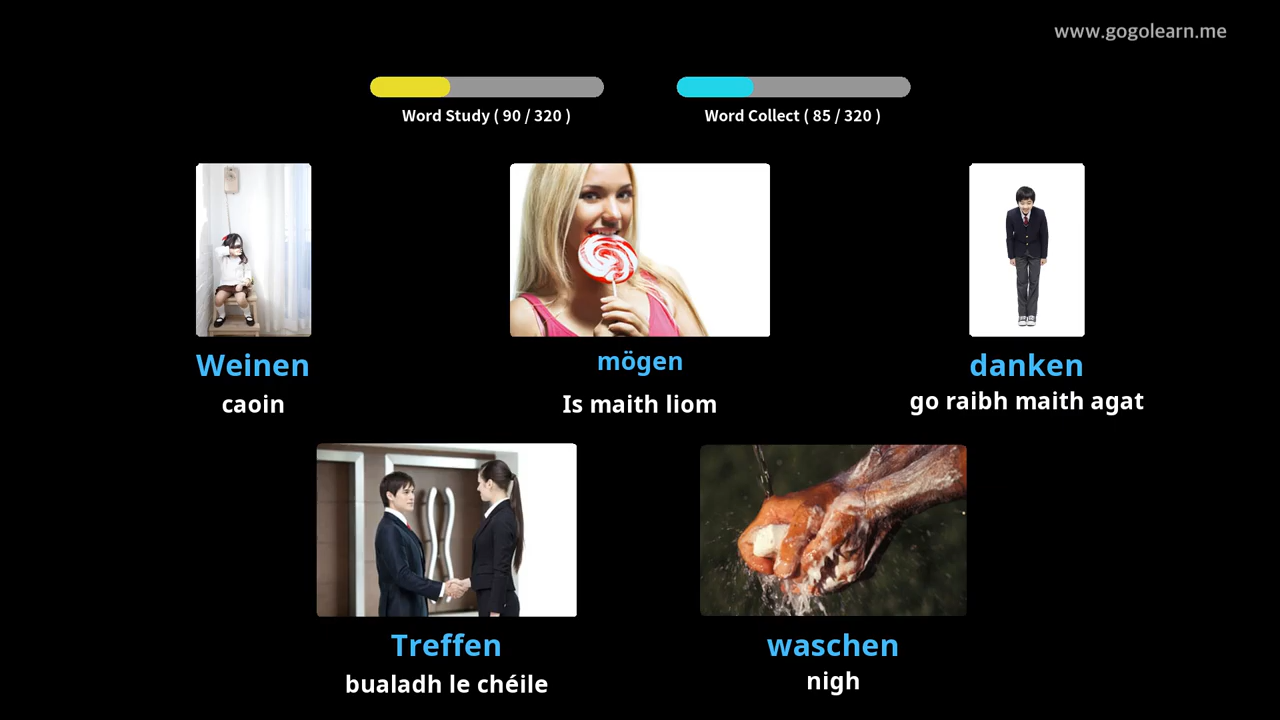 www.gogolearn.me
Word Study ( 90 / 320 )
Word Collect ( 85 / 320 )
Weinen
caoin
mögen
Is maith liom
danken
go raibh maith agat
Treffen
bualadh le chéile
waschen
nigh